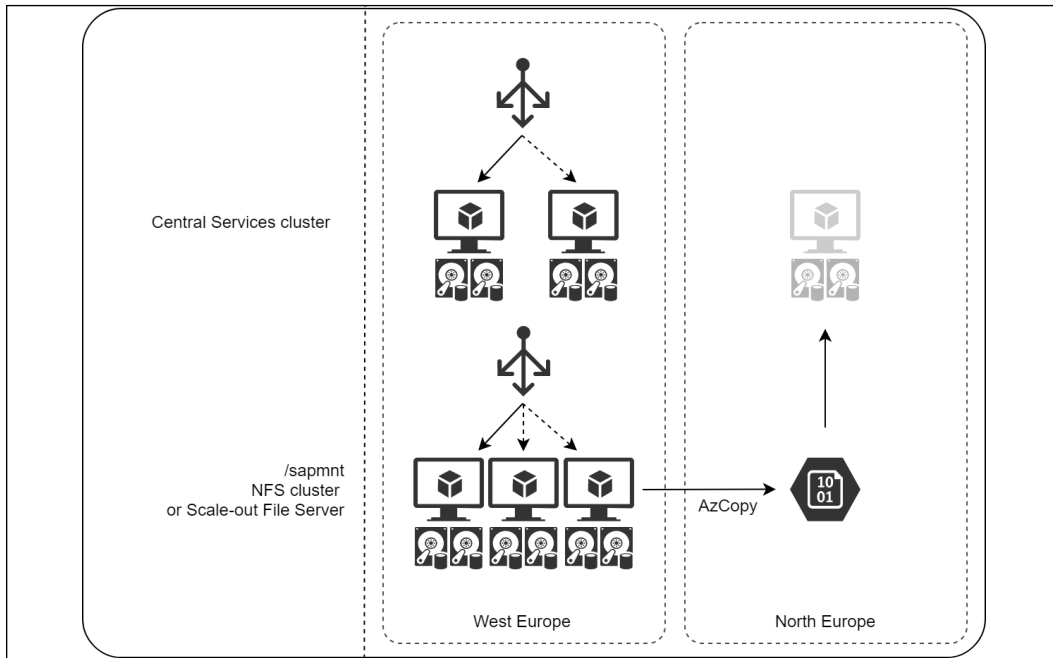 Central Services cluster
/sapmnt
NFS cluster
or Scale-out File Server
AzCopy
10
01
West Europe
North Europe